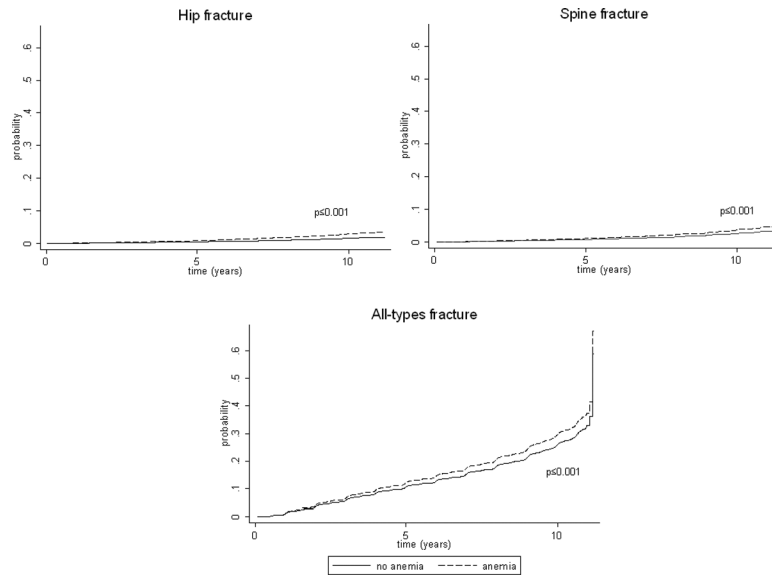 Hip fracture
probability
0 .1 .2 .3 .4 .5 .6
p≤0.001
0 5 10
time (years)
Spine fracture
probability
0 .1 .2 .3 .4 .5 .6
p≤0.001
0 5 10
time (years)
All-types fracture
probability
0 .1 .2 .3 .4 .5 .6
p≤0.001
0 5 10
time (years)
no anemia anemia